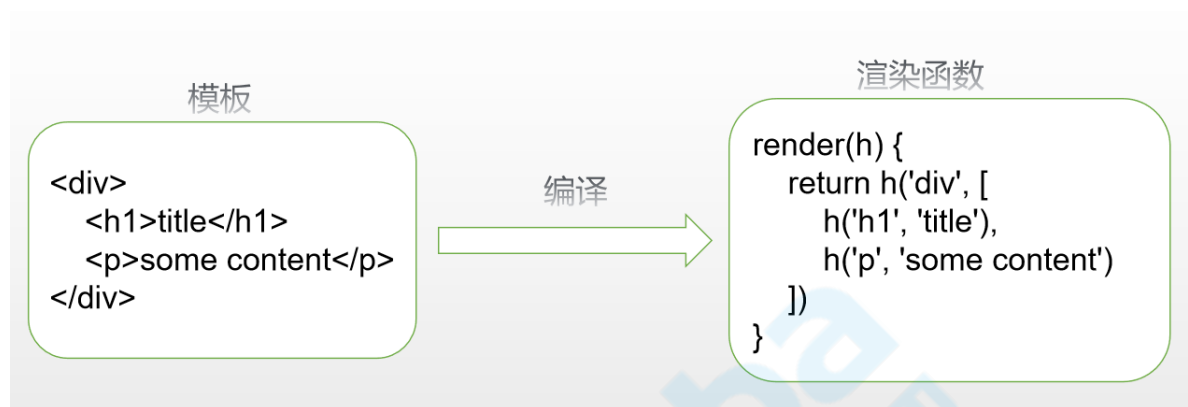 模板
<div>
<h1>title</h1>
<p>some content</p>
</div>
编译
渲染函数
render(h) {
return h('div', [
h('h1', 'title'),
h('p', 'some content')
])
}